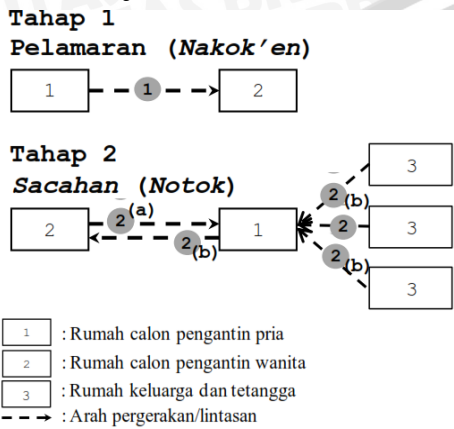 Tahap 1
Pelamaran (Nakok'en)
1 1 2
Tahap 2
Sacahan (Notok)
3
2 (b)
(a)
2 2 1 2 3
2 (b)
2 (b)
3
1 : Rumah calon pengantin pria
2 : Rumah calon pengantin wanita
3 : Rumah keluarga dan tetangga
: Arah pergerakan/lintasan